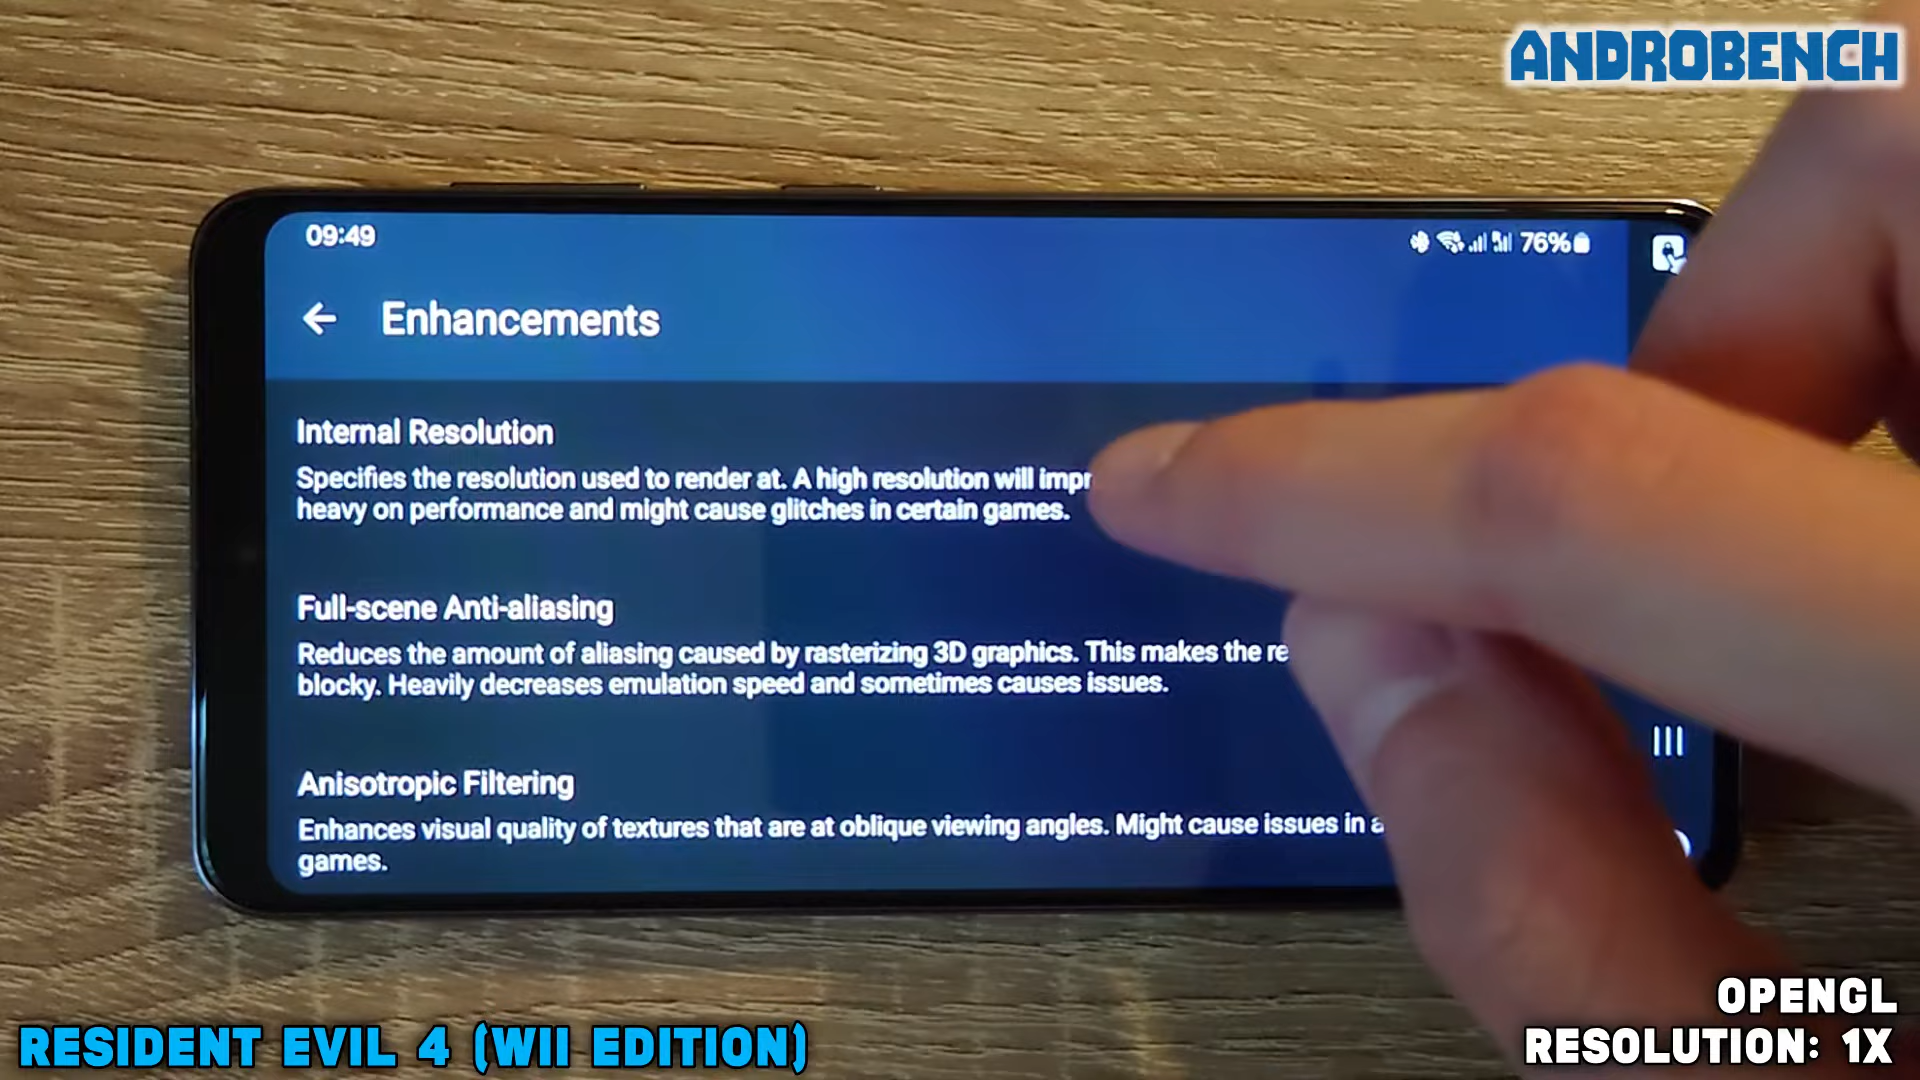 ANDROBENCH
09:49
76%
Enhancements
Internal Resolution
Specifies the resolution used to render at. A high resolution will impr
heavy on performance and might cause glitches in certain games.
Full-scene Anti-aliasing
Reduces the amount of aliasing caused by rasterizing 3D graphics. This makes the re
blocky. Heavily decreases emulation speed and sometimes causes issues.
Anisotropic Filtering
Enhances visual quality of textures that are at oblique viewing angles. Might cause issues in a
games.
OPENGL
RESIDENT EVIL 4 (WII EDITION)
RESOLUTION: 1X